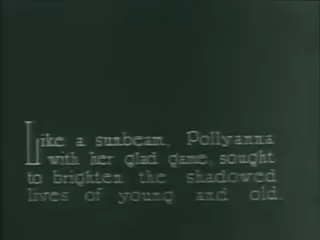 Like a sunbeam, Pollyanna
with her glad game, sought
to brighten the shadowed
lives of young and old.